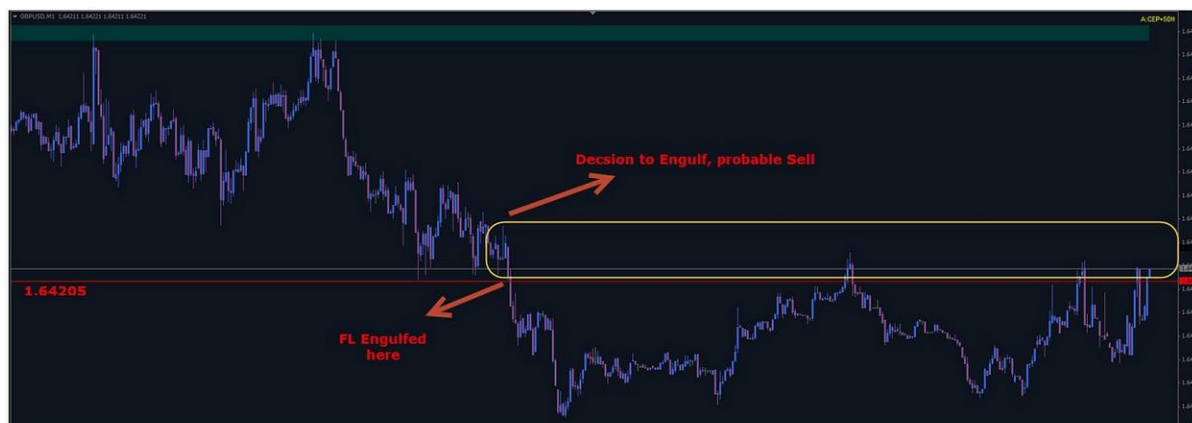 GBPUSD,M1 1.64211 1.64221 1.64211 1.64221
A:CEP+50H
Decsion to Engulf, probable Sell
1.64205
FL Engulfed
here